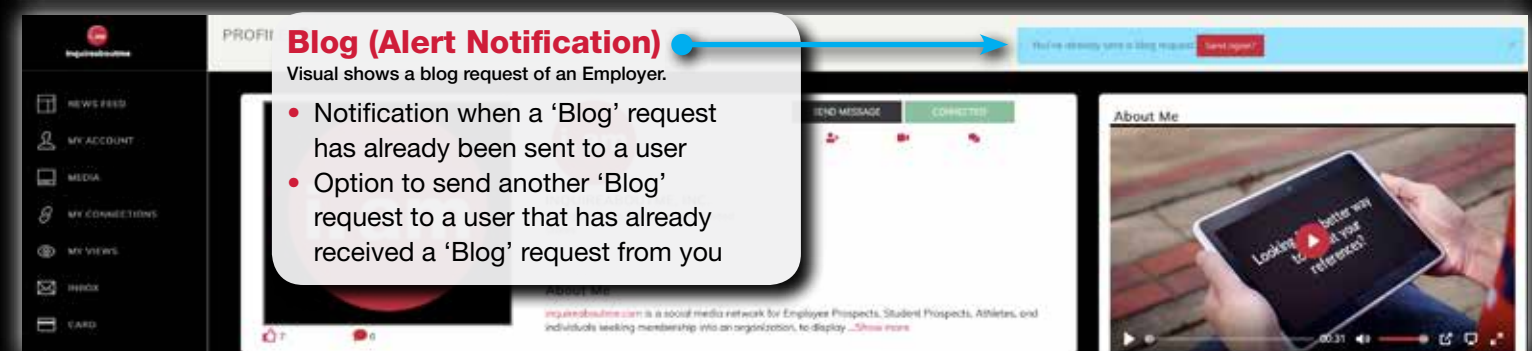 inquireaboutme
PROFI
Blog (Alert Notification)
Visual shows a blog request of an Employer.
• Notification when a ‘Blog’ request
has already been sent to a user
• Option to send another ‘Blog’
request to a user that has already
received a ‘Blog’ request from you
You've already sent a blog request. Send again?
NEWS FEED
MY ACCOUNT
MEDIA
MY CONNECTIONS
MY VIEWS
INBOX
CARD
SEND MESSAGE
CONNECTED
About Me
inquireaboutme.com is a social media network for Employee Prospects, Student Prospects, Athletes, and
individuals seeking membership into an organization, to display ...Show more
7
6
About Me
Looking better way
your
references?
00:31